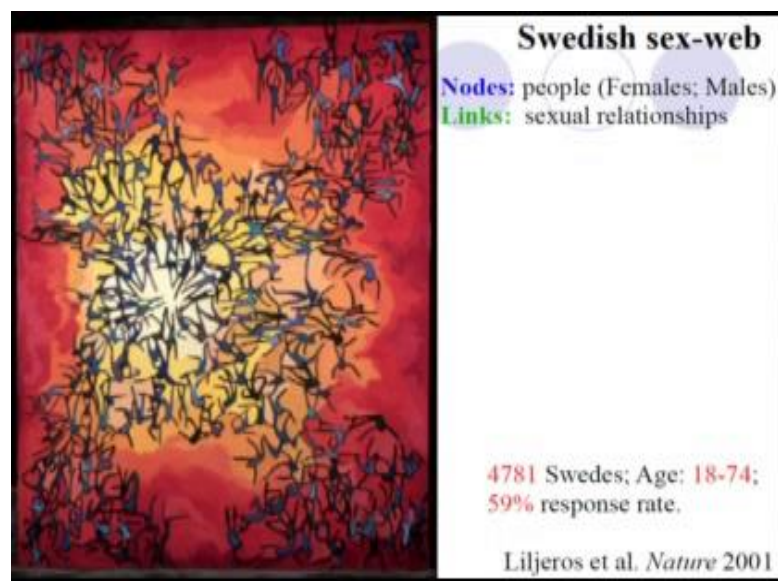 Swedish sex-web
Nodes: people (Females; Males)
Links: sexual relationships
4781 Swedes; Age: 18-74;
59% response rate.
Liljeros et al. Nature 2001